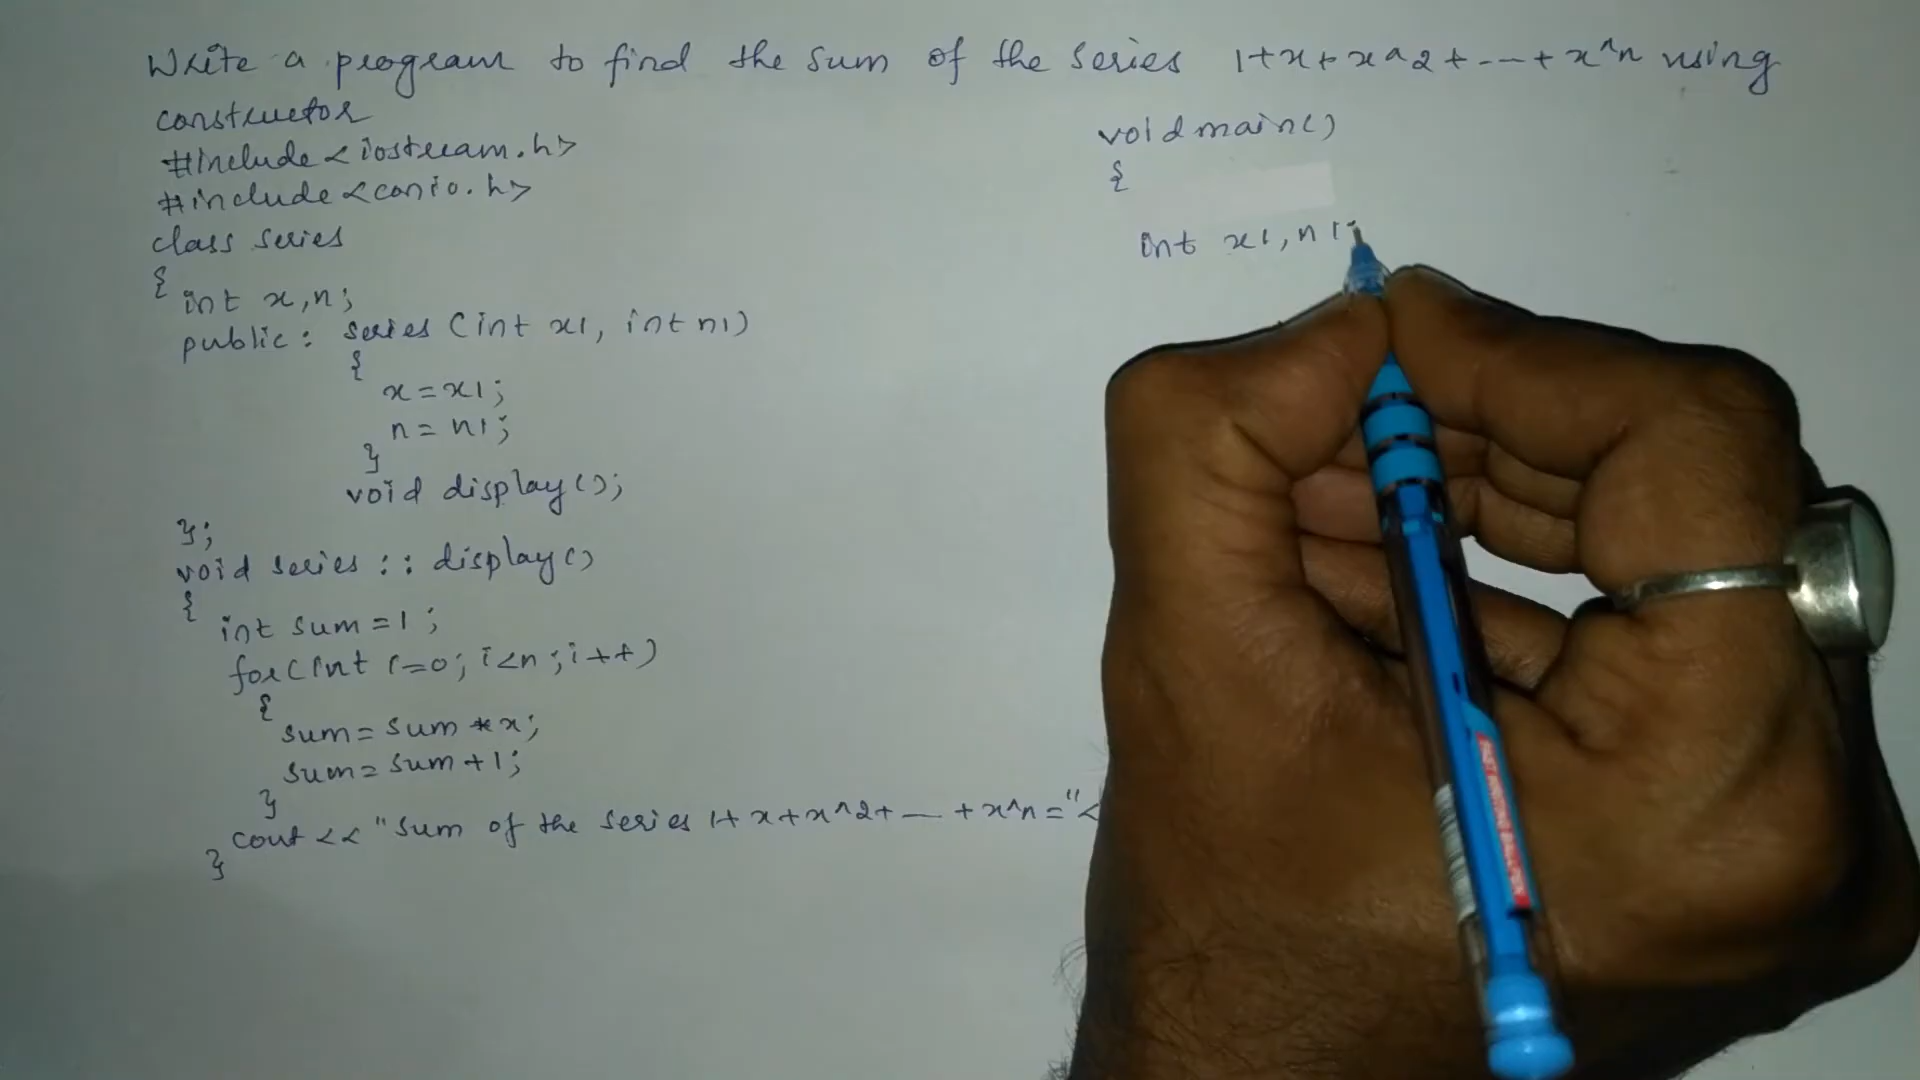 Write a program to find the sum of the series 1+x+x^2+---+x^n using
constructor
#include<iostream.h>
#include<conio.h>
class series
{
int x,n;
public: series (int x1, int n1)
{
x=x1;
n=n1;
}
void display();
};
void series :: display()
{
int sum=1;
for(int i=0; i<n; i++)
{
sum=sum*x;
sum=sum+1;
}
cout<<"sum of the series 1+x+x^2+---+x^n="<
}
void main()
{
int x1,n1;